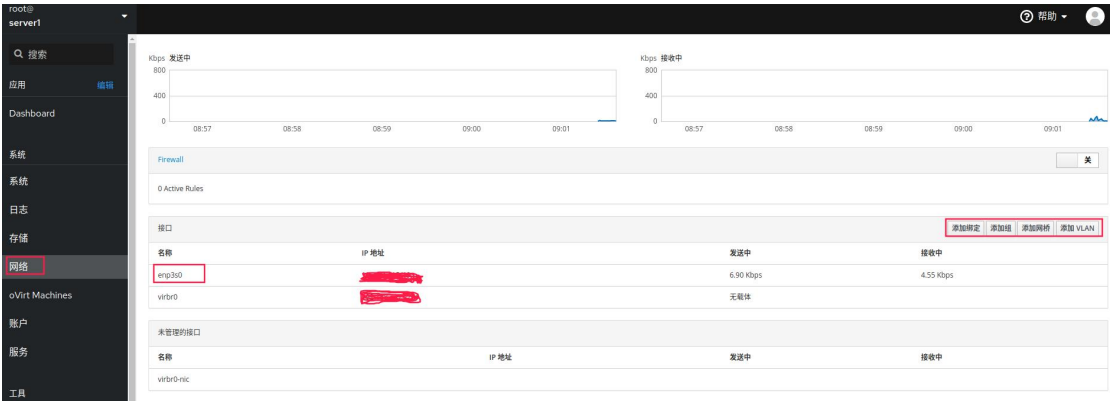 root@
server1
帮助
搜索
应用 编辑
Dashboard
系统
系统
日志
存储
网络
oVirt Machines
账户
服务
工具
Kbps 发送中
800
400
0
08:57 08:58 08:59 09:00 09:01
Kbps 接收中
800
400
0
08:57 08:58 08:59 09:00 09:01
Firewall 关
0 Active Rules
接口 添加绑定 添加组 添加网桥 添加 VLAN
名称 IP 地址 发送中 接收中
enp3s0 6.90 Kbps 4.55 Kbps
virbr0 无载体
未管理的接口
名称 IP 地址 发送中 接收中
virbr0-nic